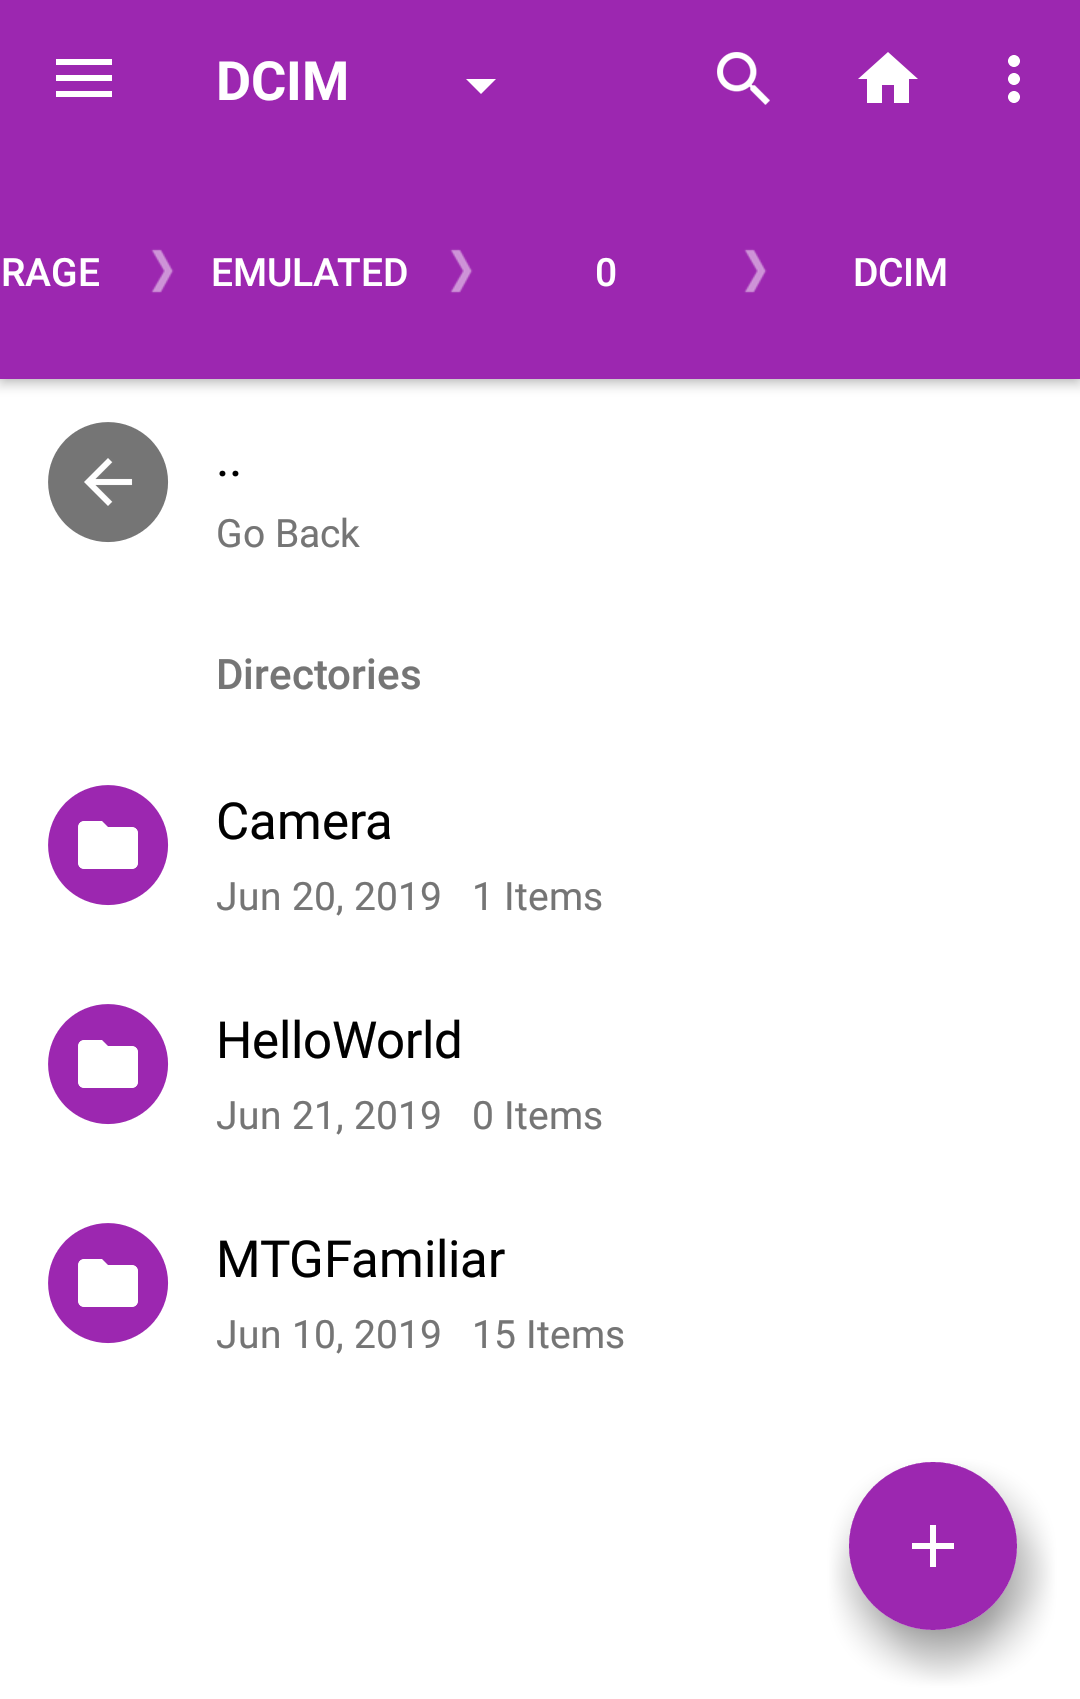 DCIM
RAGE ❯ EMULATED ❯ 0 ❯ DCIM
..
Go Back
Directories
Camera
Jun 20, 2019 1 Items
HelloWorld
Jun 21, 2019 0 Items
MTGFamiliar
Jun 10, 2019 15 Items